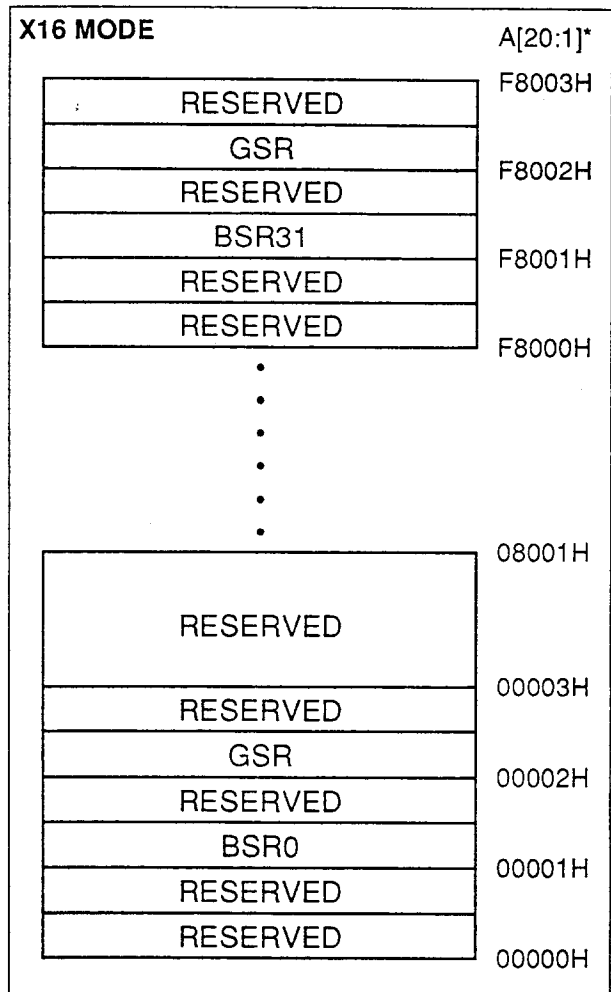 X16 MODE A[20:1]*
F8003H
RESERVED
GSR
F8002H
RESERVED
BSR31
F8001H
RESERVED
RESERVED
F8000H
08001H
RESERVED
00003H
RESERVED
GSR
00002H
RESERVED
BSR0
00001H
RESERVED
RESERVED
00000H